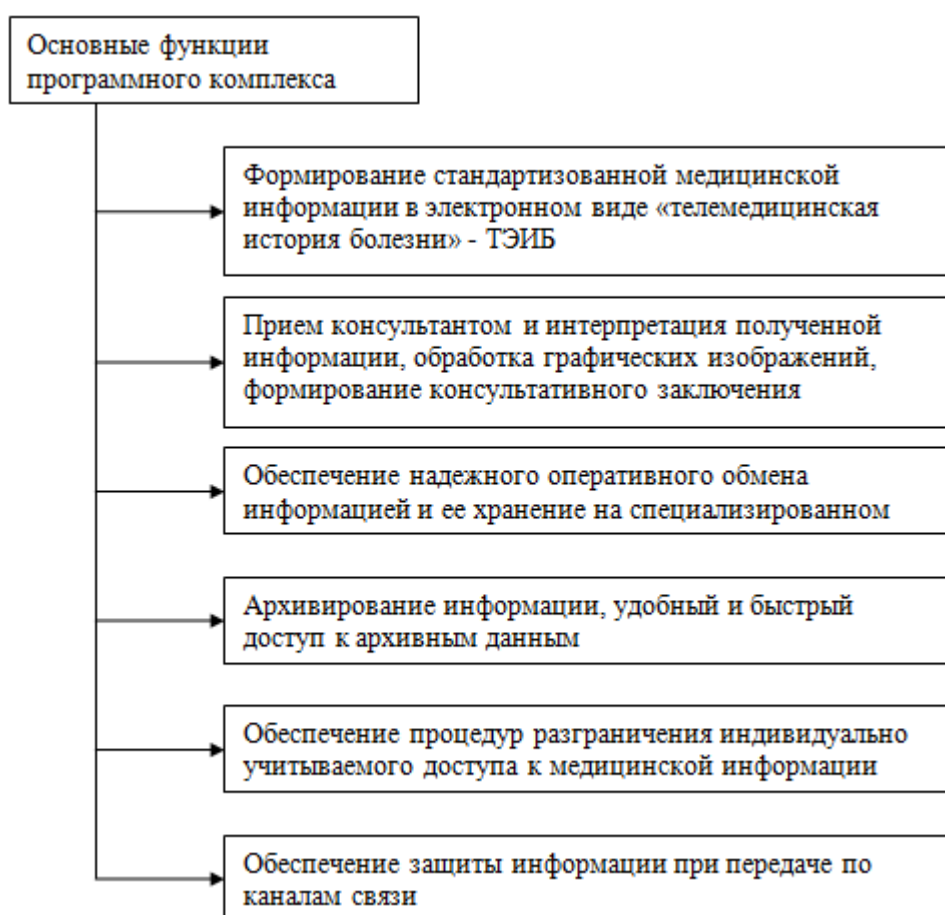 Основные функции
программного комплекса
Формирование стандартизованной медицинской
информации в электронном виде «телемедицинская
история болезни» - ТЭИБ
Прием консультантом и интерпретация полученной
информации, обработка графических изображений,
формирование консультативного заключения
Обеспечение надежного оперативного обмена
информацией и ее хранение на специализированном
Архивирование информации, удобный и быстрый
доступ к архивным данным
Обеспечение процедур разграничения индивидуально
учитываемого доступа к медицинской информации
Обеспечение защиты информации при передаче по
каналам связи